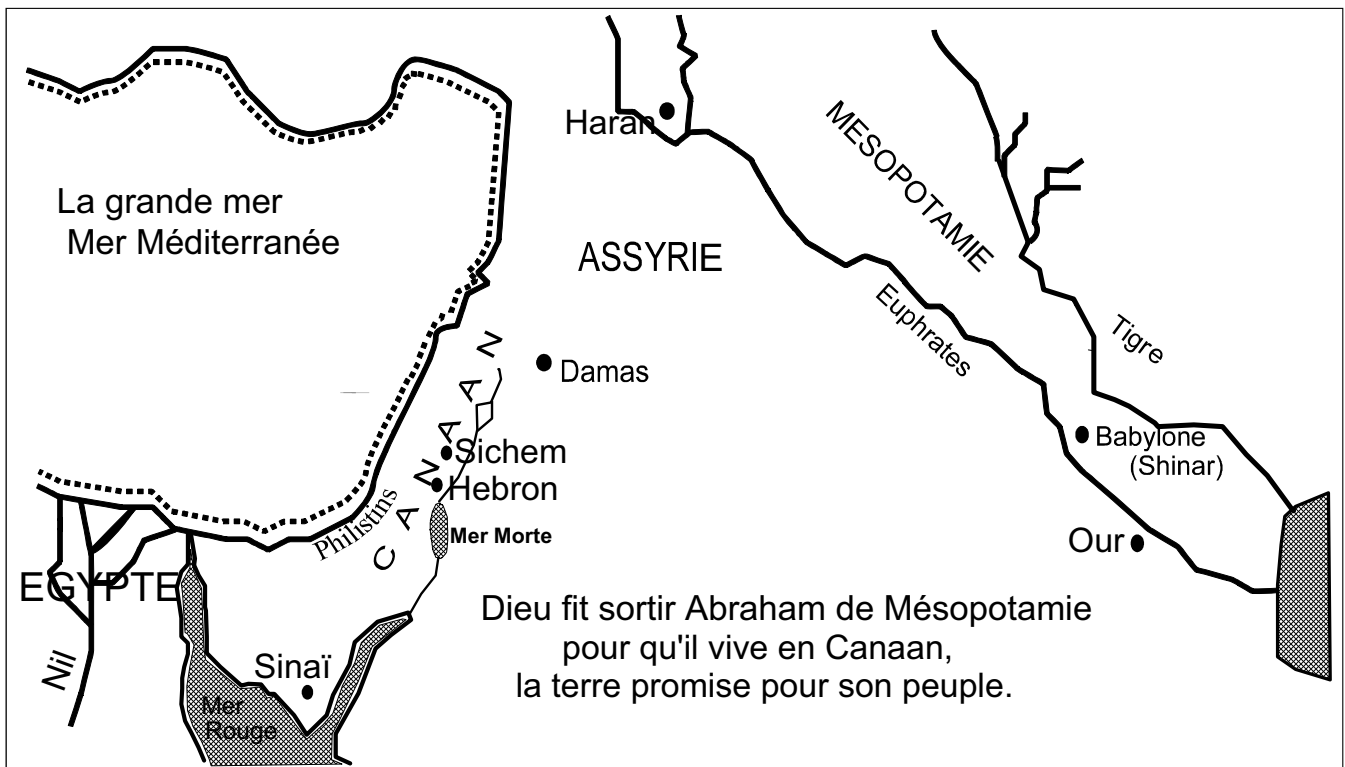 Haran
MESOPOTAMIE
La grande mer
Mer Méditerranée
ASSYRIE
Euphrates
Tigre
CANAAN
Damas
Sichem
Hebron
Philistins
Mer Morte
Babylone
(Shinar)
Our
EGYPTE
Nil
Sinaï
Mer
Rouge
Dieu fit sortir Abraham de Mésopotamie
pour qu'il vive en Canaan,
la terre promise pour son peuple.